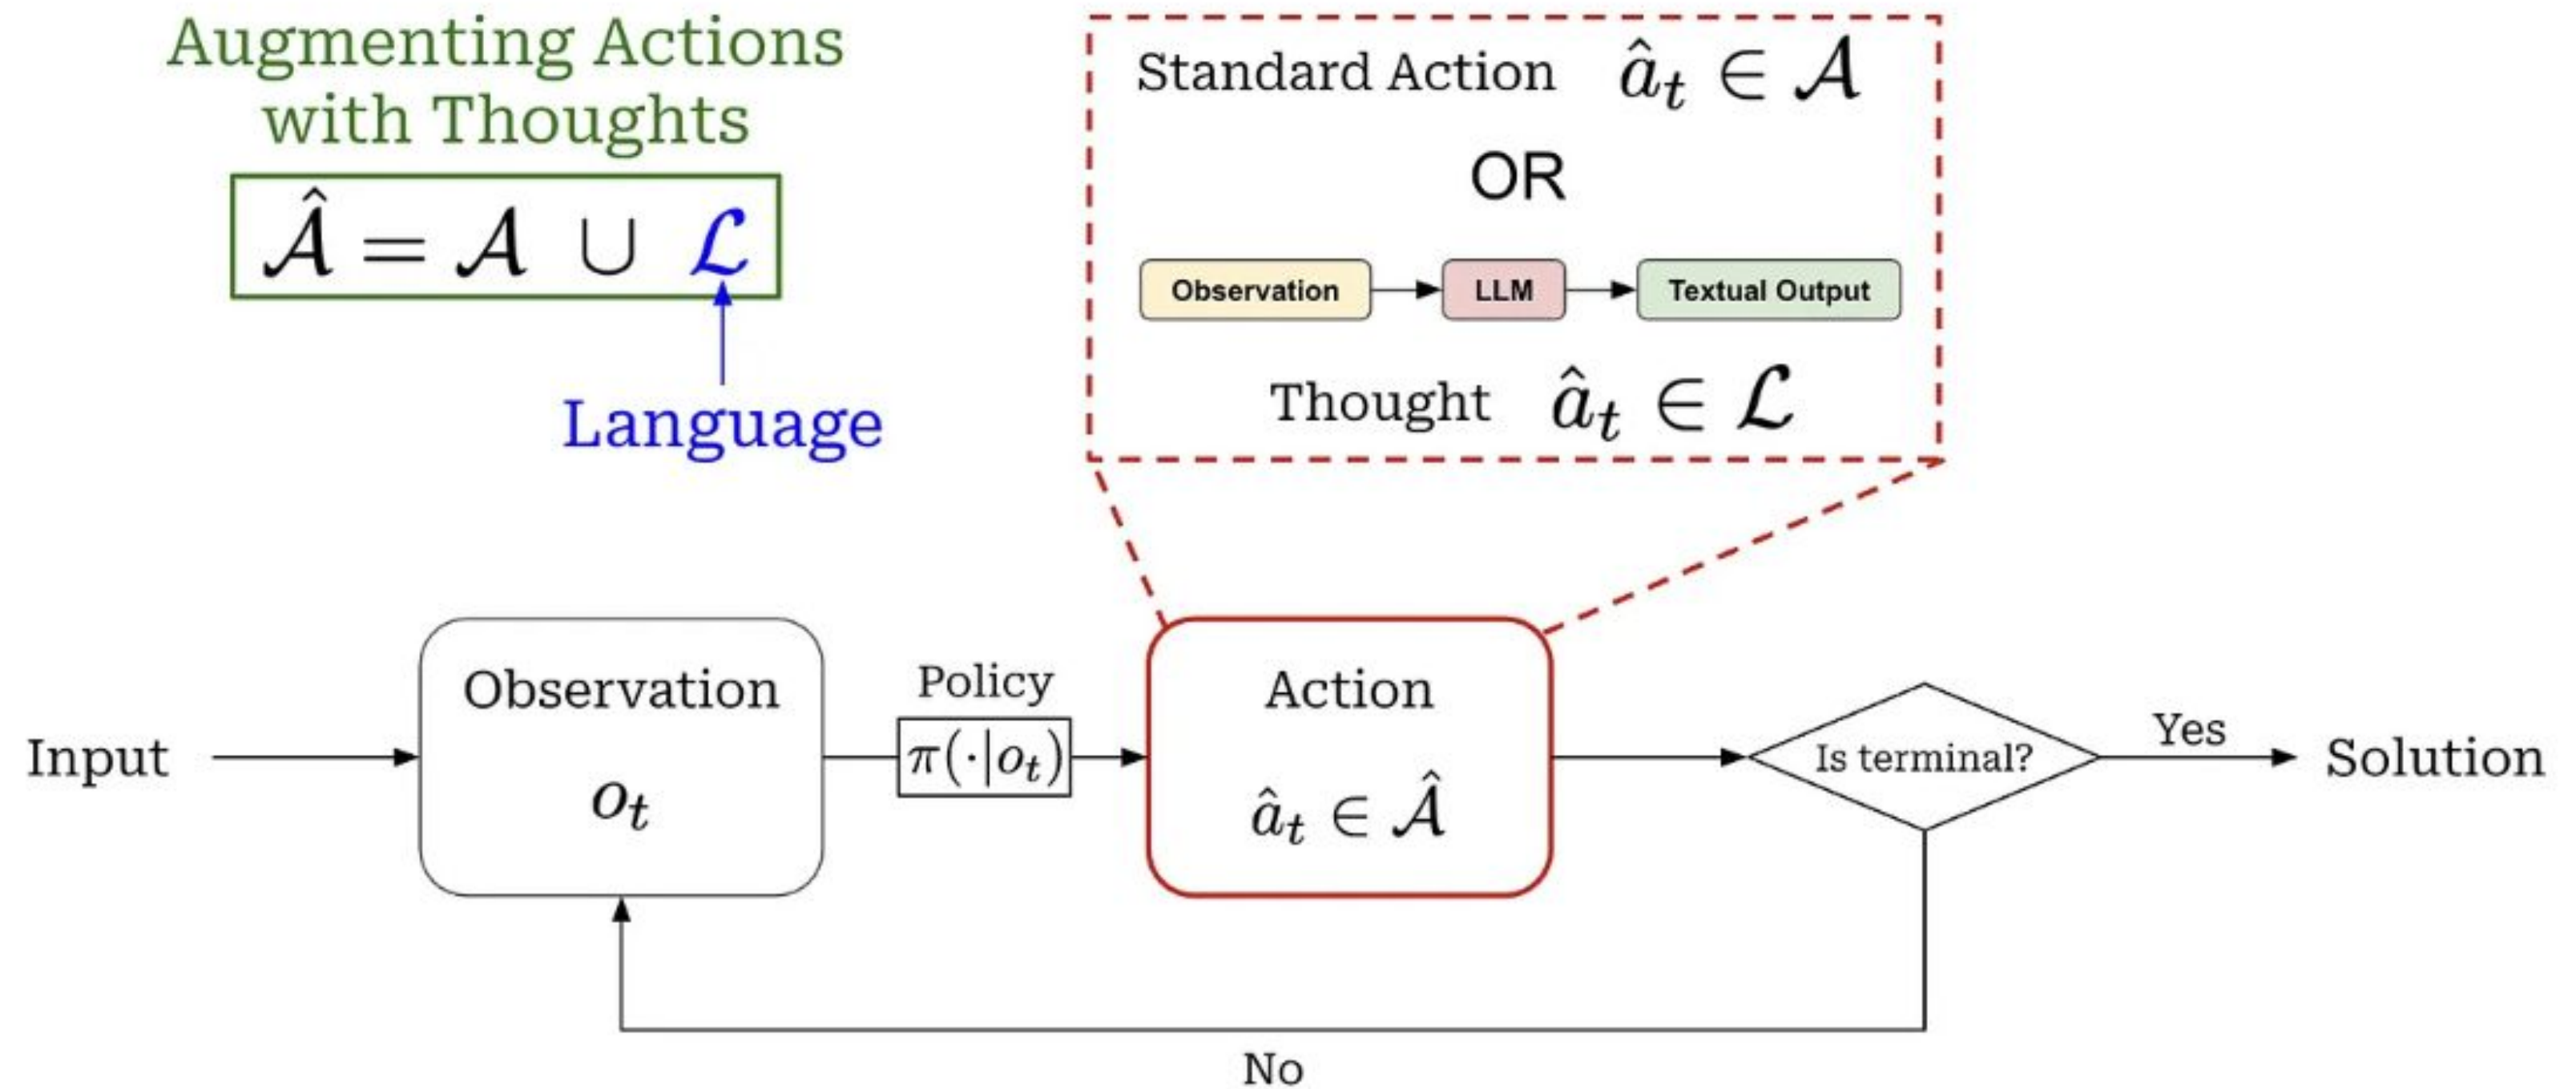 Augmenting Actions
with Thoughts
𝒜̂ = 𝒜 ∪ ℒ
Language
Standard Action â_t ∈ 𝒜
OR
Observation
LLM
Textual Output
Thought â_t ∈ ℒ
Input
Observation
o_t
Policy
π(·|o_t)
Action
â_t ∈ 𝒜̂
Is terminal?
Yes
Solution
No